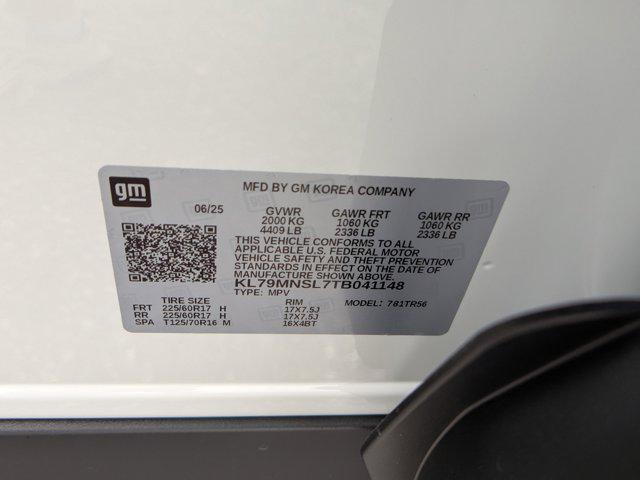 gm
MFD BY GM KOREA COMPANY
06/25 GVWR GAWR FRT GAWR RR
2000 KG 1060 KG 1060 KG
4409 LB 2336 LB 2336 LB
THIS VEHICLE CONFORMS TO ALL
APPLICABLE U.S. FEDERAL MOTOR
VEHICLE SAFETY AND THEFT PREVENTION
STANDARDS IN EFFECT ON THE DATE OF
MANUFACTURE SHOWN ABOVE.
KL79MNSL7TB041148
TYPE: MPV MODEL: 781TR56
TIRE SIZE RIM
FRT 225/60R17 H 17X7.5J
RR 225/60R17 H 17X7.5J
SPA T125/70R16 M 16X4BT